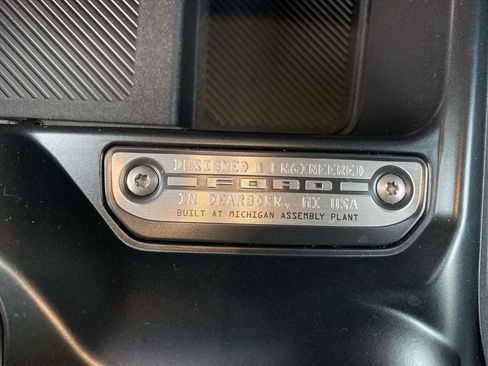 DESIGNED & ENGINEERED
FORD
IN DEARBORN, MI USA
BUILT AT MICHIGAN ASSEMBLY PLANT